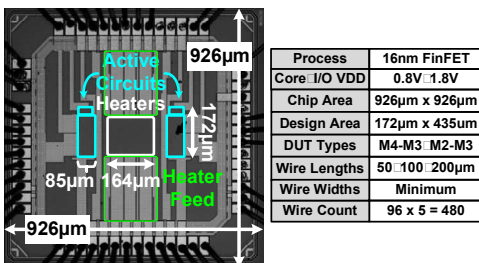 926µm
Active
Circuits
Heaters
172µm
85µm
164µm
Heater
Feed
926µm
Process 16nm FinFET
Core□I/O VDD 0.8V□1.8V
Chip Area 926µm x 926µm
Design Area 172µm x 435um
DUT Types M4-M3□M2-M3
Wire Lengths 50□100□200µm
Wire Widths Minimum
Wire Count 96 x 5 = 480